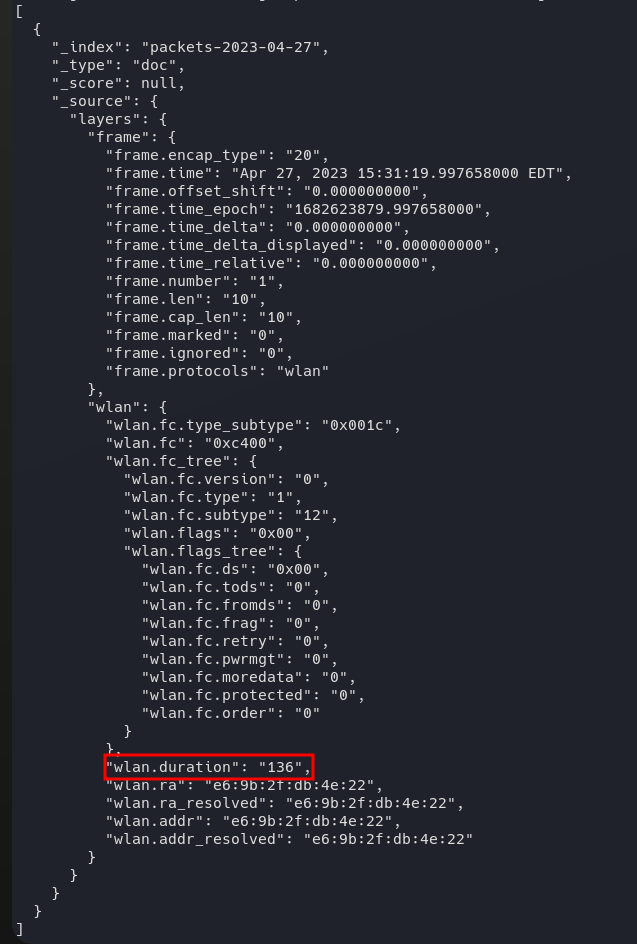 [
  {
    "_index": "packets-2023-04-27",
    "_type": "doc",
    "_score": null,
    "_source": {
      "layers": {
        "frame": {
          "frame.encap_type": "20",
          "frame.time": "Apr 27, 2023 15:31:19.997658000 EDT",
          "frame.offset_shift": "0.000000000",
          "frame.time_epoch": "1682623879.997658000",
          "frame.time_delta": "0.000000000",
          "frame.time_delta_displayed": "0.000000000",
          "frame.time_relative": "0.000000000",
          "frame.number": "1",
          "frame.len": "10",
          "frame.cap_len": "10",
          "frame.marked": "0",
          "frame.ignored": "0",
          "frame.protocols": "wlan"
        },
        "wlan": {
          "wlan.fc.type_subtype": "0x001c",
          "wlan.fc": "0xc400",
          "wlan.fc_tree": {
            "wlan.fc.version": "0",
            "wlan.fc.type": "1",
            "wlan.fc.subtype": "12",
            "wlan.flags": "0x00",
            "wlan.flags_tree": {
              "wlan.fc.ds": "0x00",
              "wlan.fc.tods": "0",
              "wlan.fc.fromds": "0",
              "wlan.fc.frag": "0",
              "wlan.fc.retry": "0",
              "wlan.fc.pwrmgt": "0",
              "wlan.fc.moredata": "0",
              "wlan.fc.protected": "0",
              "wlan.fc.order": "0"
            }
          },
          "wlan.duration": "136",
          "wlan.ra": "e6:9b:2f:db:4e:22",
          "wlan.ra_resolved": "e6:9b:2f:db:4e:22",
          "wlan.addr": "e6:9b:2f:db:4e:22",
          "wlan.addr_resolved": "e6:9b:2f:db:4e:22"
        }
      }
    }
  }
]